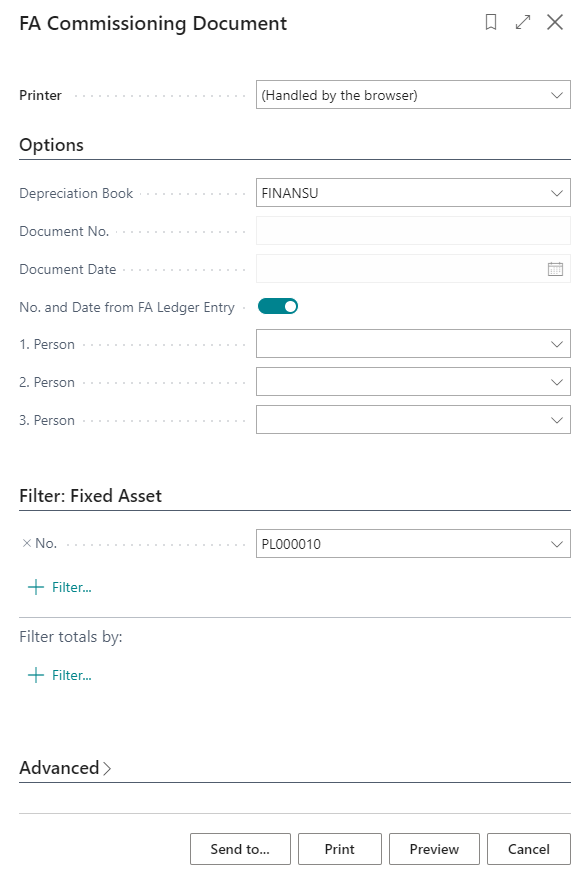 FA Commissioning Document
Printer (Handled by the browser)
Options
Depreciation Book FINANSU
Document No.
Document Date
No. and Date from FA Ledger Entry
1. Person
2. Person
3. Person
Filter: Fixed Asset
× No. PL000010
+ Filter...
Filter totals by:
+ Filter...
Advanced >
Send to... Print Preview Cancel